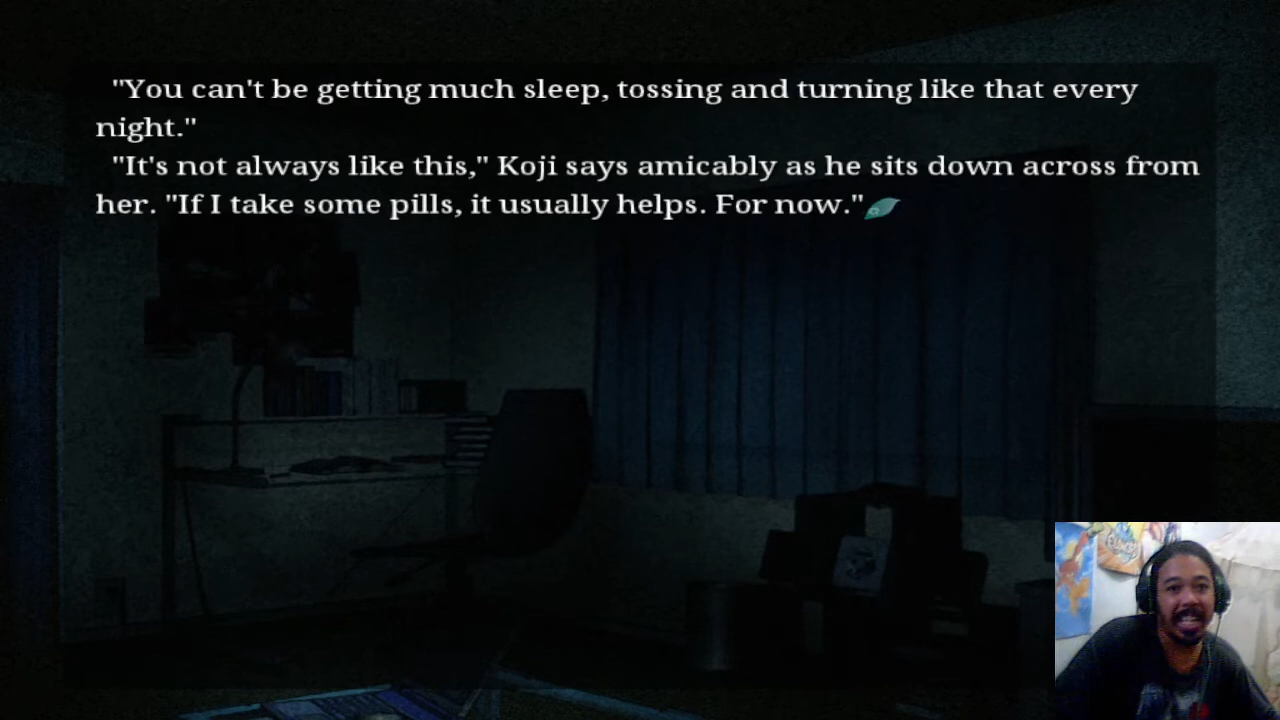 "You can't be getting much sleep, tossing and turning like that every
night."
"It's not always like this," Koji says amicably as he sits down across from
her. "If I take some pills, it usually helps. For now."